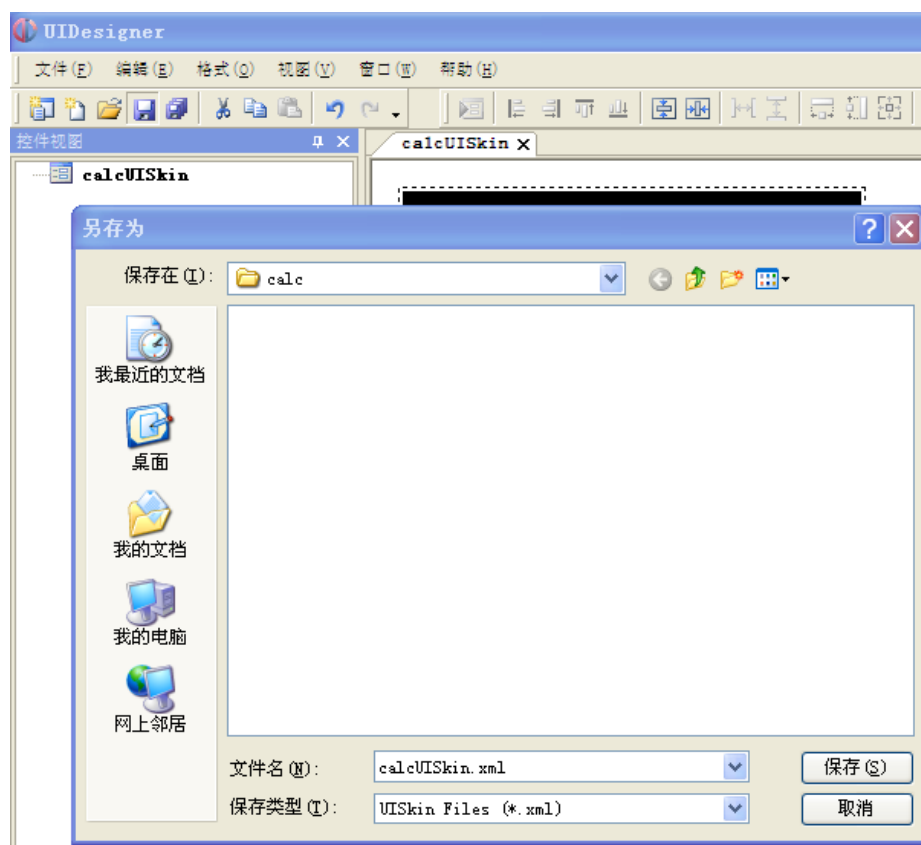 UIDesigner
文件(F) 编辑(E) 格式(O) 视图(V) 窗口(W) 帮助(H)
控件视图
calcUISkin
calcUISkin
另存为
保存在(I):
calc
我最近的文档
桌面
我的文档
我的电脑
网上邻居
文件名(N):
calcUISkin.xml
保存(S)
保存类型(T):
UISkin Files (*.xml)
取消